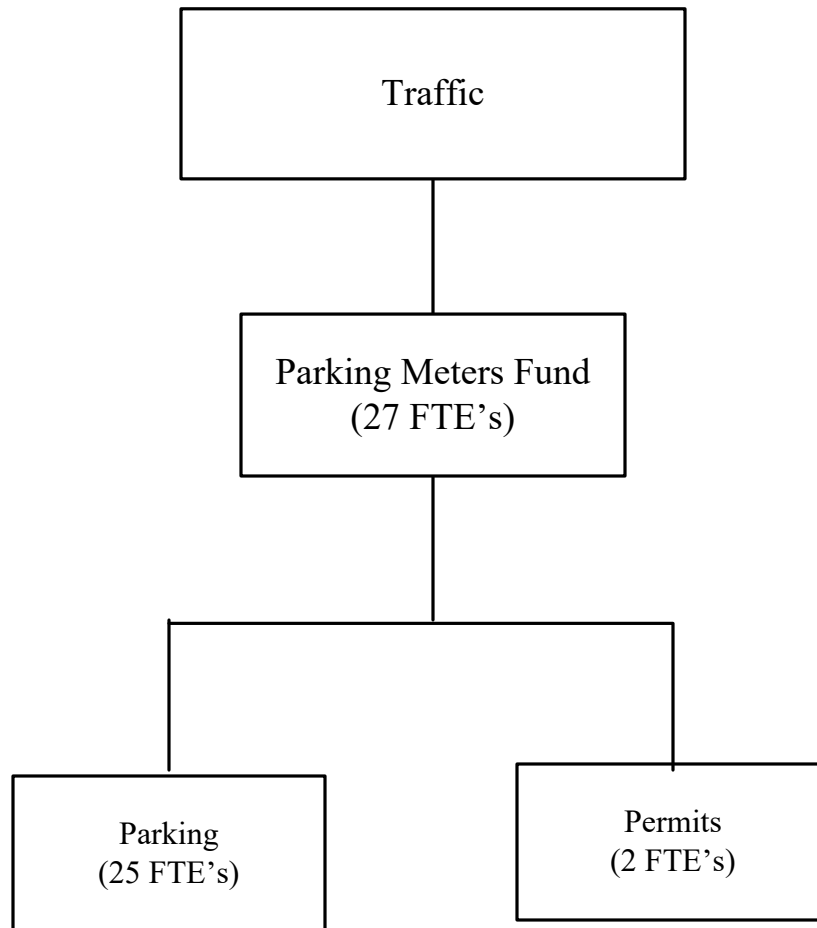 Traffic
Parking Meters Fund
(27 FTE’s)
Parking
(25 FTE’s)
Permits
(2 FTE’s)